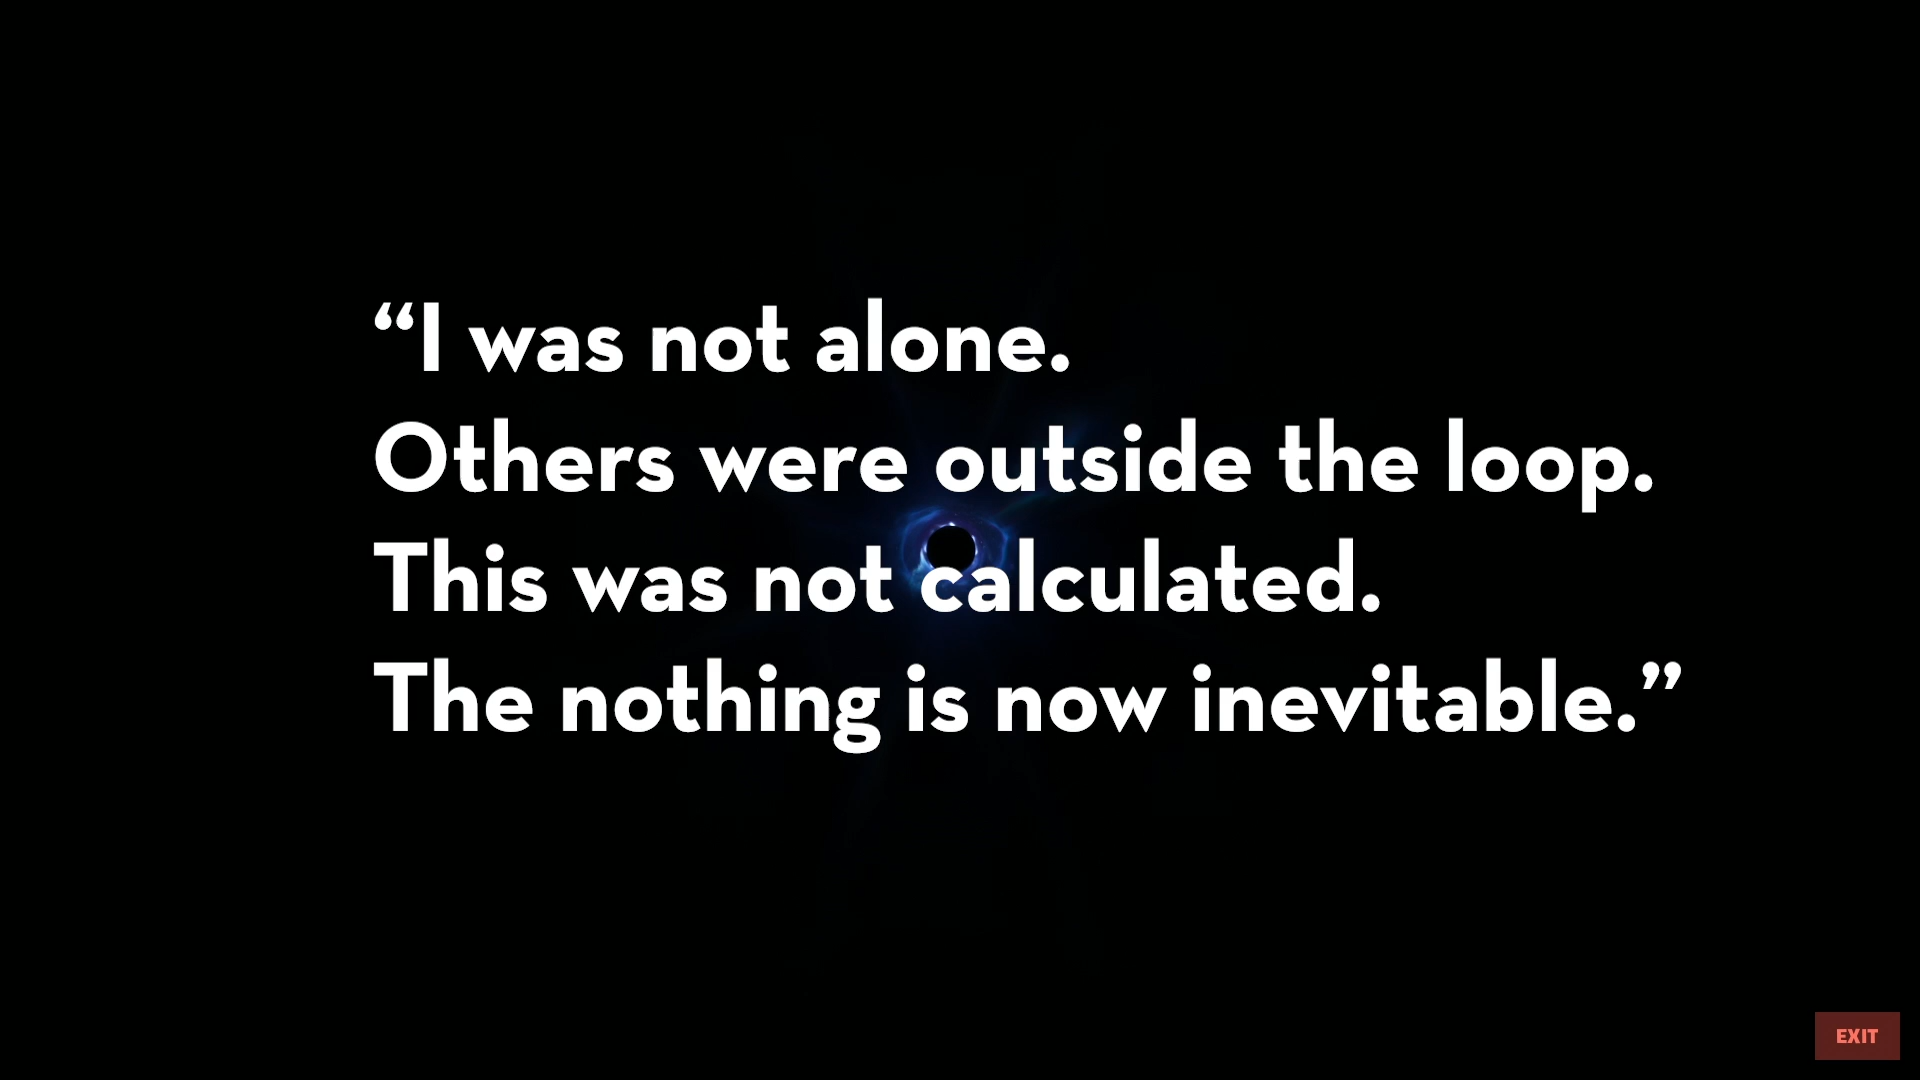 “I was not alone.
Others were outside the loop.
This was not calculated.
The nothing is now inevitable.”
EXIT